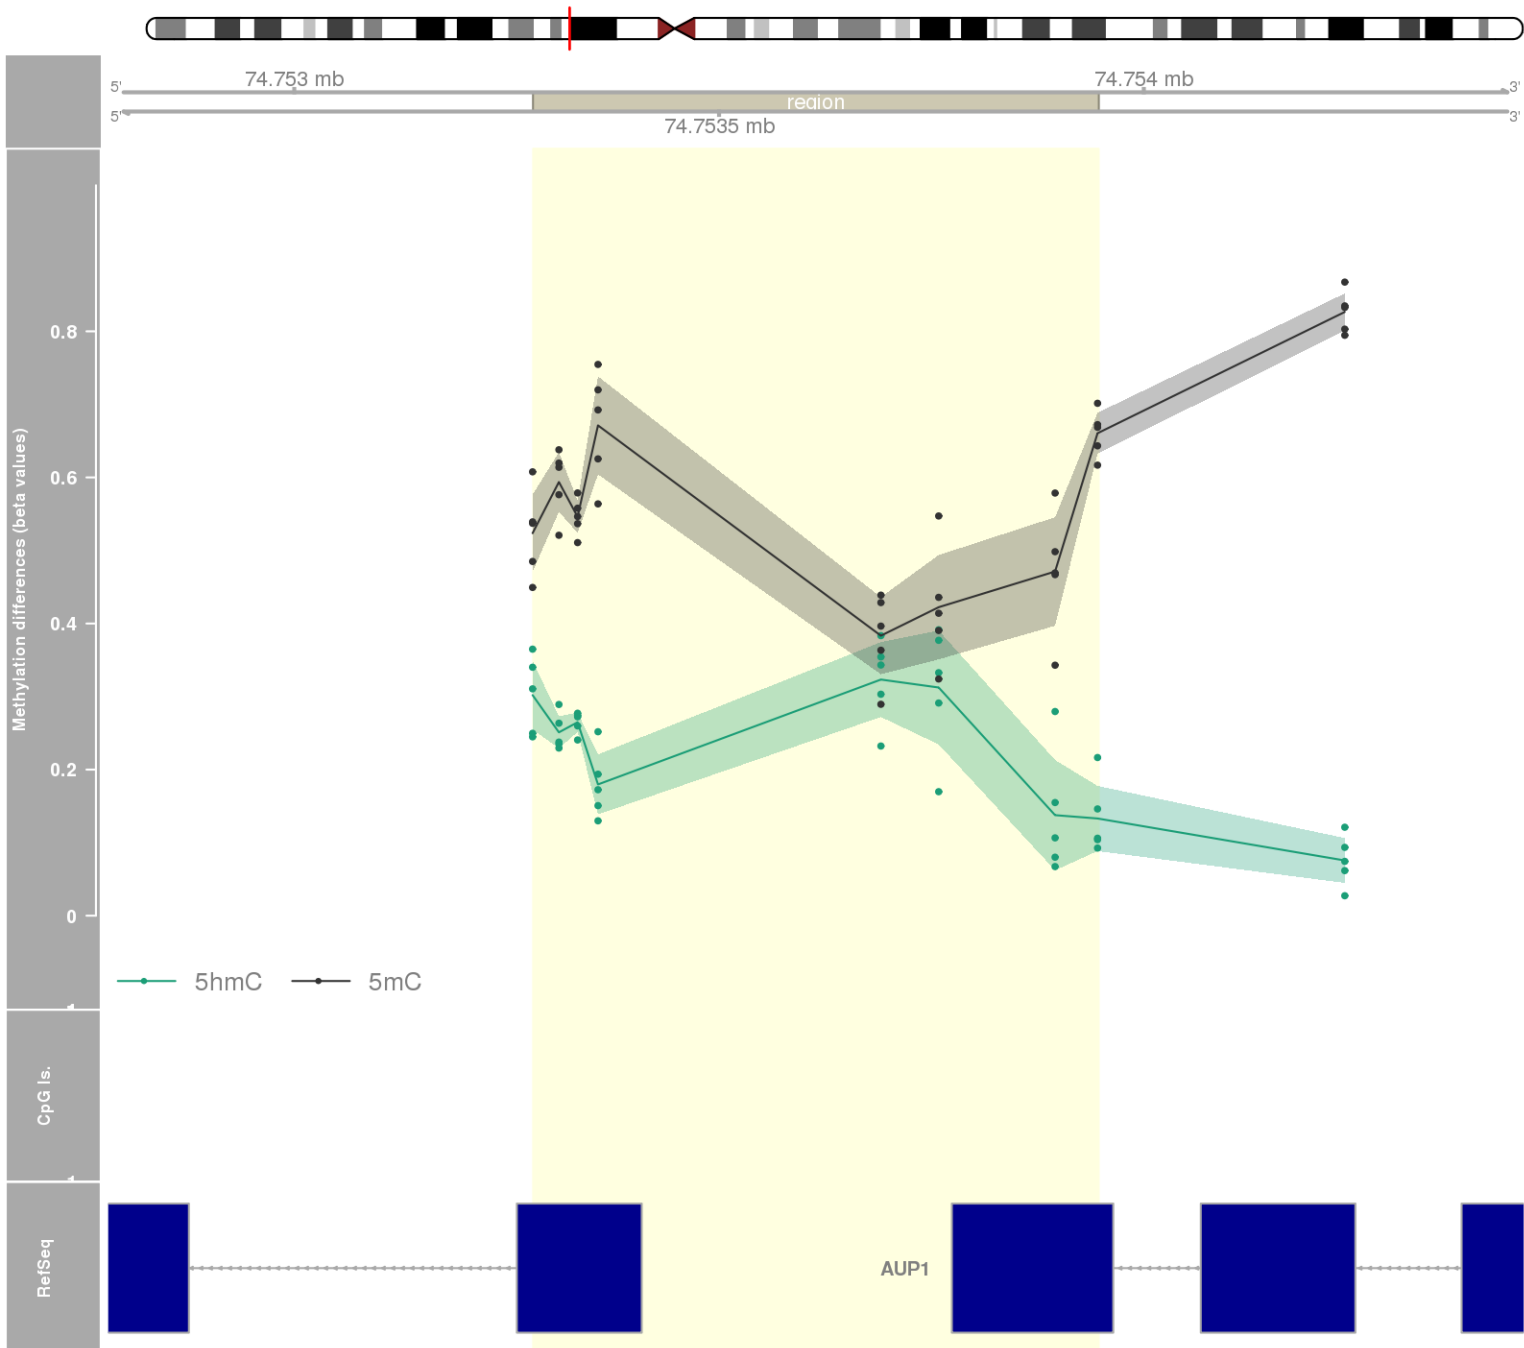 74.753 mb
74.754 mb
5'
3'
region
5'
3'
74.7535 mb
Methylation differences (beta values)
0.8
0.6
0.4
0.2
0
5hmC
5mC
CpG Is.
RefSeq
AUP1